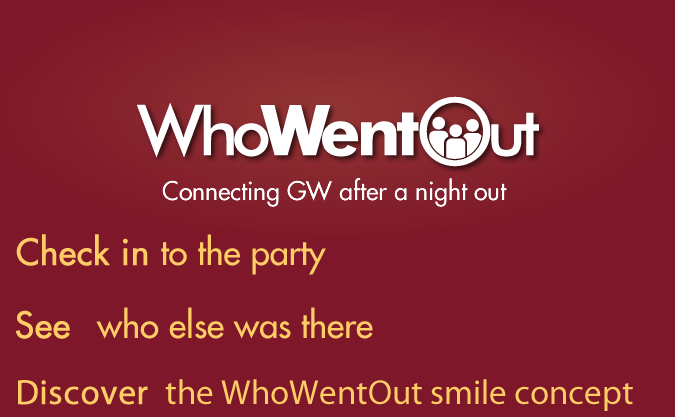 WhoWentOut
Connecting GW after a night out
Check in to the party
See who else was there
Discover the WhoWentOut smile concept